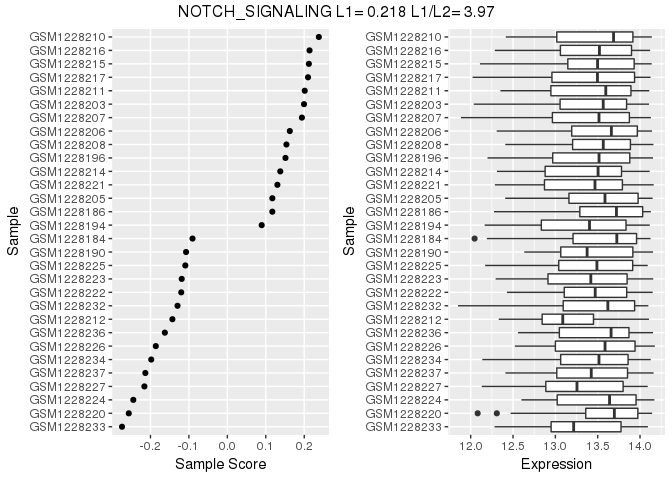 NOTCH_SIGNALING L1= 0.218 L1/L2= 3.97
Sample
GSM1228210
GSM1228216
GSM1228215
GSM1228217
GSM1228211
GSM1228203
GSM1228207
GSM1228206
GSM1228208
GSM1228196
GSM1228214
GSM1228221
GSM1228205
GSM1228186
GSM1228194
GSM1228184
GSM1228190
GSM1228225
GSM1228223
GSM1228222
GSM1228232
GSM1228212
GSM1228236
GSM1228226
GSM1228234
GSM1228237
GSM1228227
GSM1228224
GSM1228220
GSM1228233
-0.2 -0.1 0.0 0.1 0.2
Sample Score
Sample
GSM1228210
GSM1228216
GSM1228215
GSM1228217
GSM1228211
GSM1228203
GSM1228207
GSM1228206
GSM1228208
GSM1228196
GSM1228214
GSM1228221
GSM1228205
GSM1228186
GSM1228194
GSM1228184
GSM1228190
GSM1228225
GSM1228223
GSM1228222
GSM1228232
GSM1228212
GSM1228236
GSM1228226
GSM1228234
GSM1228237
GSM1228227
GSM1228224
GSM1228220
GSM1228233
12.0 12.5 13.0 13.5 14.0
Expression